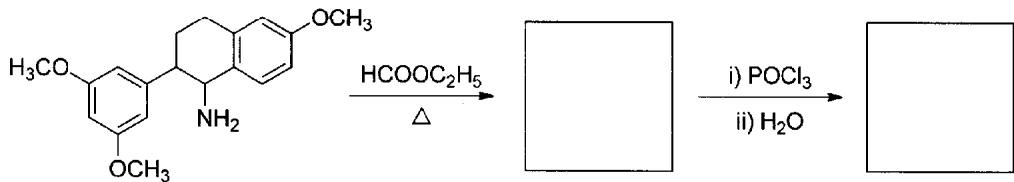 OCH3
H3CO
NH2
OCH3
HCOOC2H5
△
i) POCl3
ii) H2O